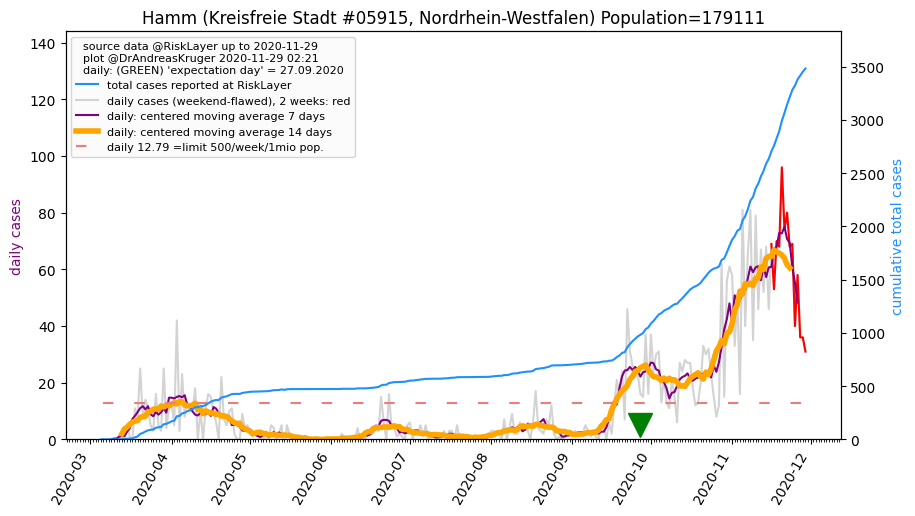 Hamm (Kreisfreie Stadt #05915, Nordrhein-Westfalen) Population=179111
source data @RiskLayer up to 2020-11-29
plot @DrAndreasKruger 2020-11-29 02:21
daily: (GREEN) 'expectation day' = 27.09.2020
total cases reported at RiskLayer
daily cases (weekend-flawed), 2 weeks: red
daily: centered moving average 7 days
daily: centered moving average 14 days
daily 12.79 =limit 500/week/1mio pop.
daily cases
140
120
100
80
60
40
20
0
cumulative total cases
3500
3000
2500
2000
1500
1000
500
0
2020-03
2020-04
2020-05
2020-06
2020-07
2020-08
2020-09
2020-10
2020-11
2020-12